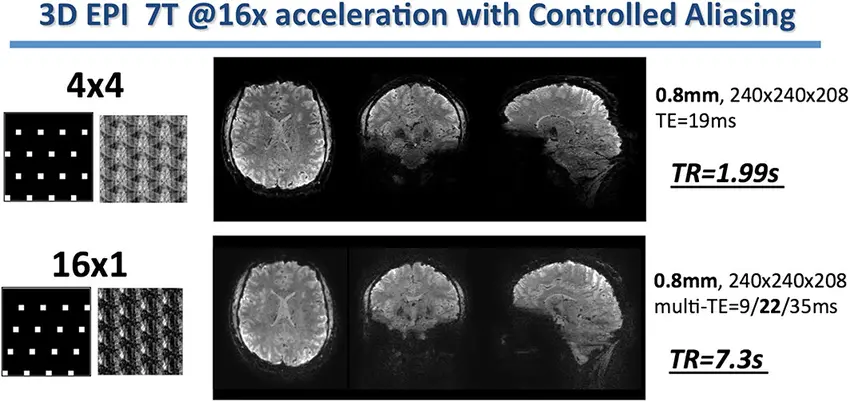 3D EPI 7T @16x acceleration with Controlled Aliasing
4x4
0.8mm, 240x240x208
TE=19ms
TR=1.99s
16x1
0.8mm, 240x240x208
multi-TE=9/22/35ms
TR=7.3s